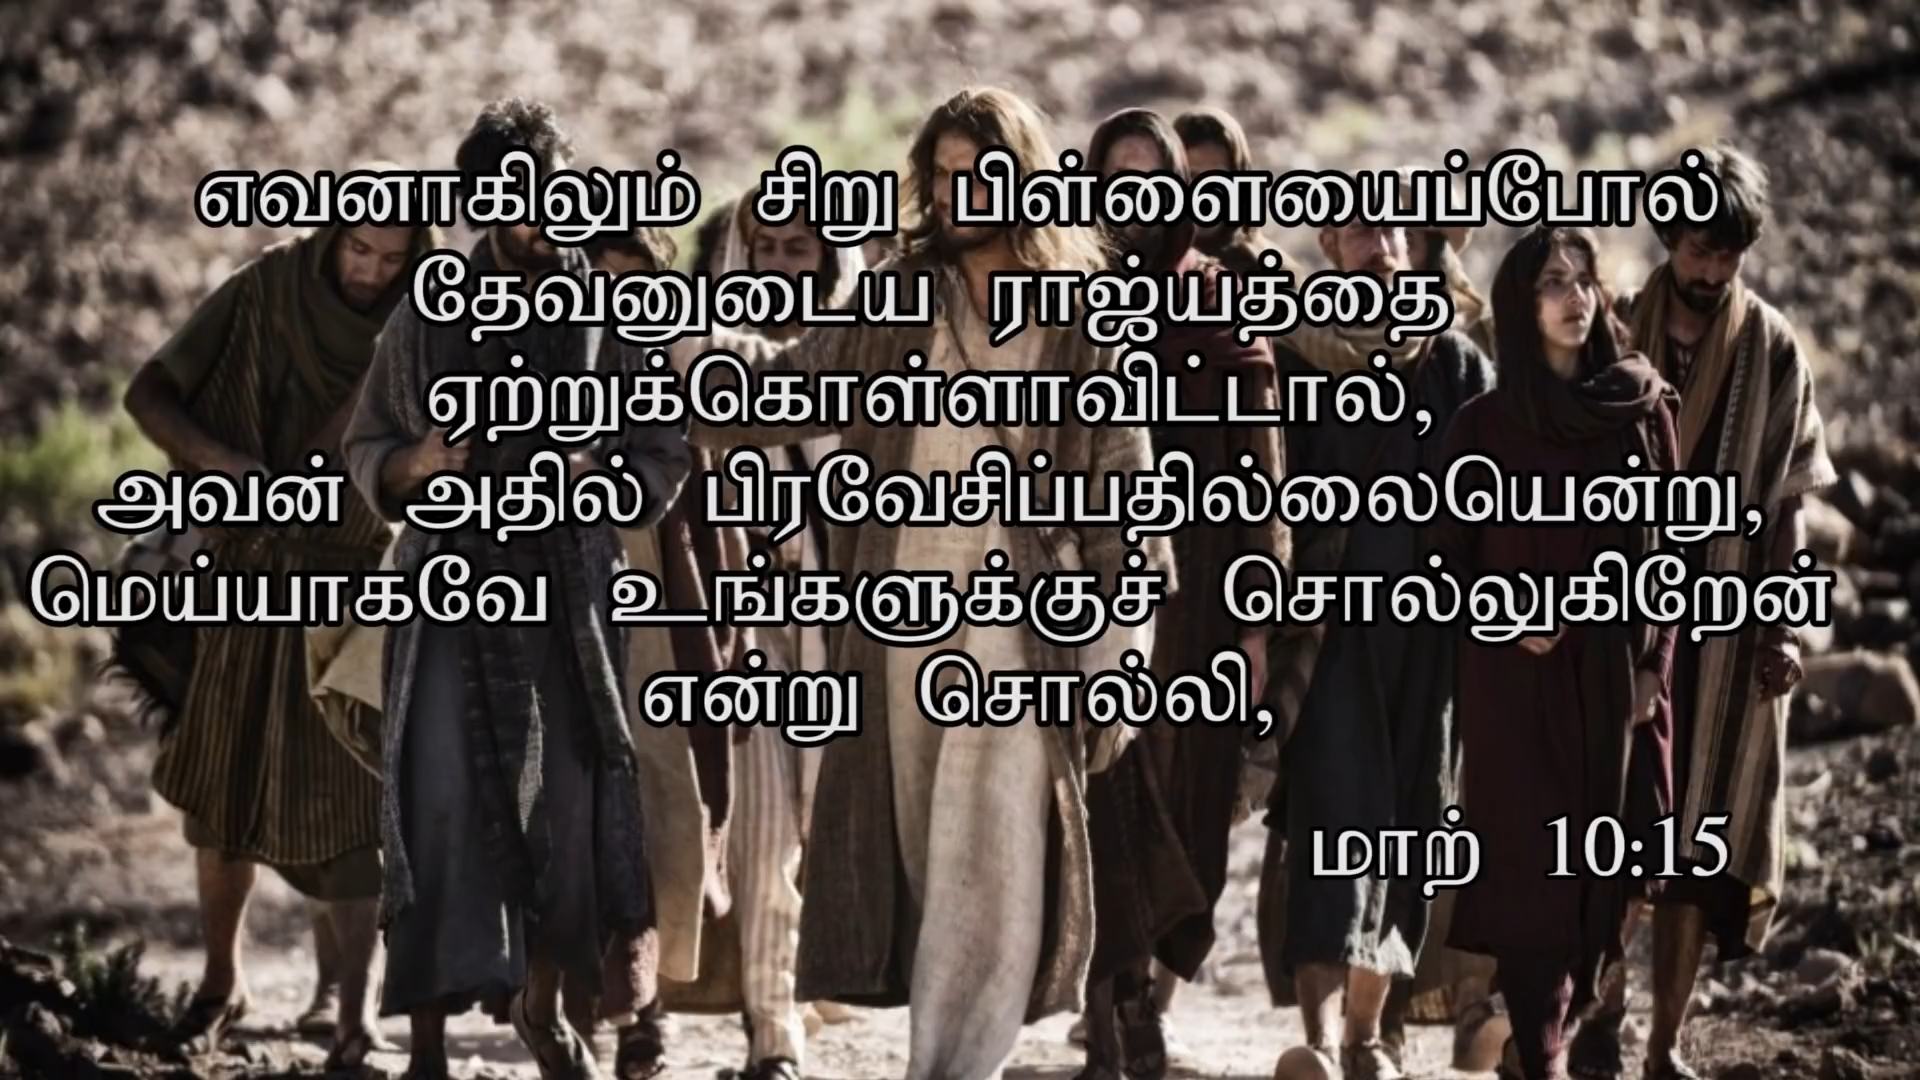 எவனாகிலும் சிறு பிள்ளையைப்போல்
தேவனுடைய ராஜ்யத்தை
ஏற்றுக்கொள்ளாவிட்டால்,
அவன் அதில் பிரவேசிப்பதில்லையென்று,
மெய்யாகவே உங்களுக்குச் சொல்லுகிறேன்
என்று சொல்லி,
மாற் 10:15